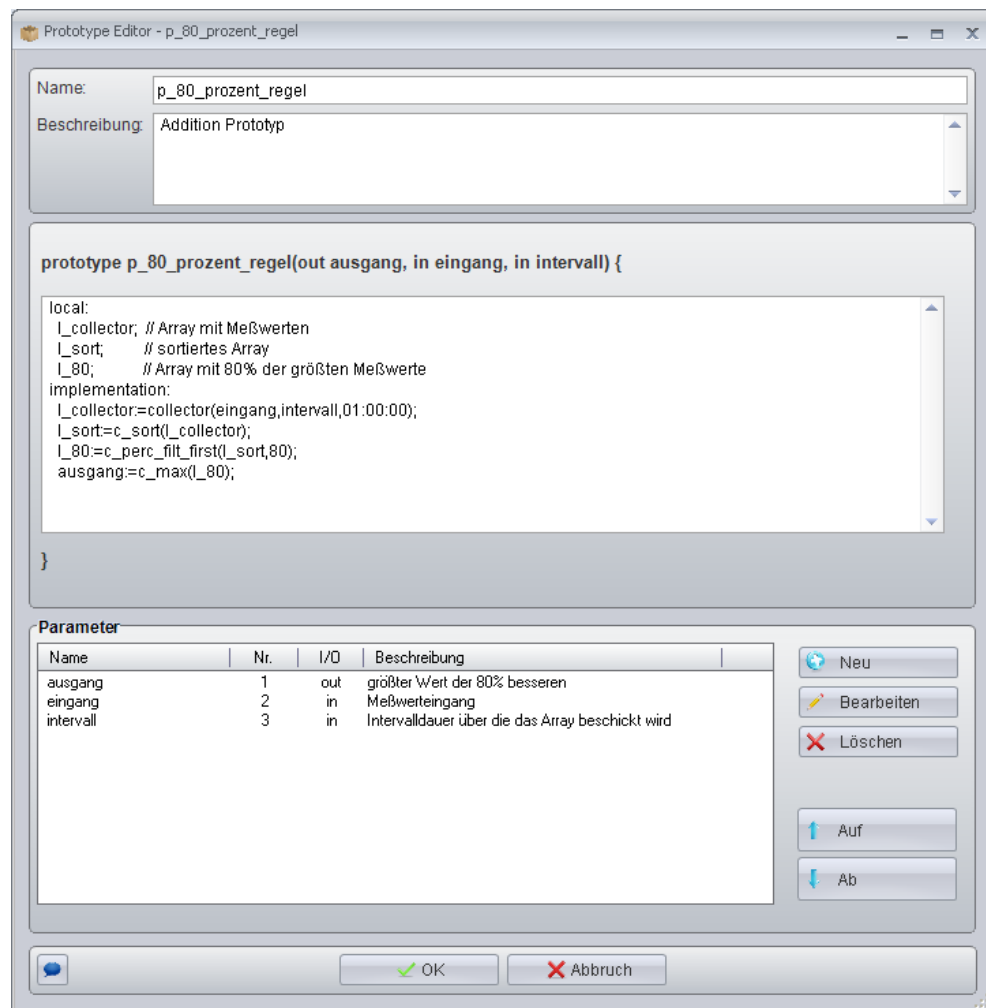 Prototype Editor - p_80_prozent_regel
Name:
p_80_prozent_regel
Beschreibung:
Addition Prototyp
prototype p_80_prozent_regel(out ausgang, in eingang, in intervall) {
local:
l_collector; // Array mit Meßwerten
l_sort; // sortiertes Array
l_80; // Array mit 80% der größten Meßwerte
implementation:
l_collector:=collector(eingang,intervall,01:00:00);
l_sort:=c_sort(l_collector);
l_80:=c_perc_filt_first(l_sort,80);
ausgang:=c_max(l_80);
}
Parameter
Name Nr. I/O Beschreibung
ausgang 1 out größter Wert der 80% besseren
eingang 2 in Meßwerteingang
intervall 3 in Intervalldauer über die das Array beschickt wird
Neu
Bearbeiten
Löschen
Auf
Ab
OK
Abbruch